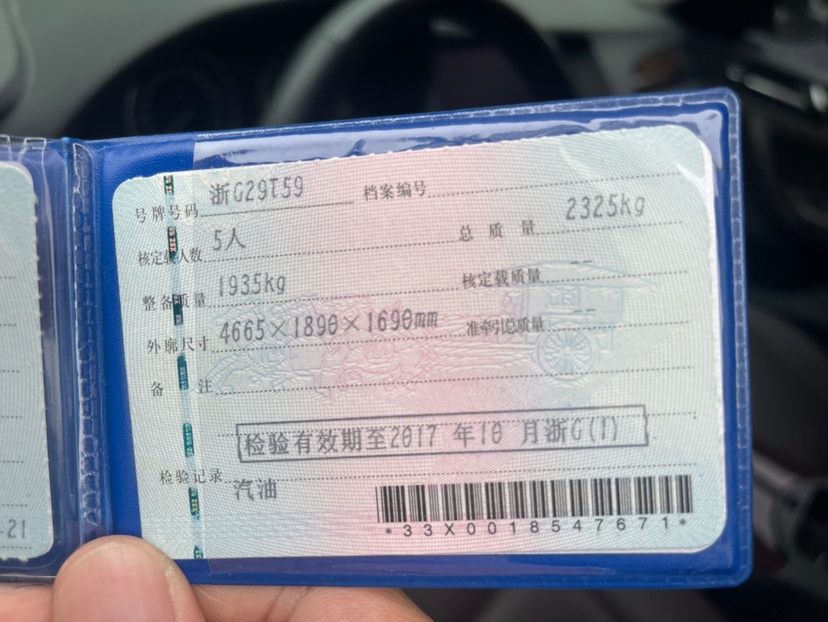 号牌号码 浙G29T59 档案编号
核定载人数 5人 总质量 2325kg
整备质量 1935kg 核定载质量 --
外廓尺寸 4665×1890×1690mm 准牵引总质量 --
备注
检验有效期至2017 年10 月浙G(1)
检验记录
汽油
*33X0018547671*
-21